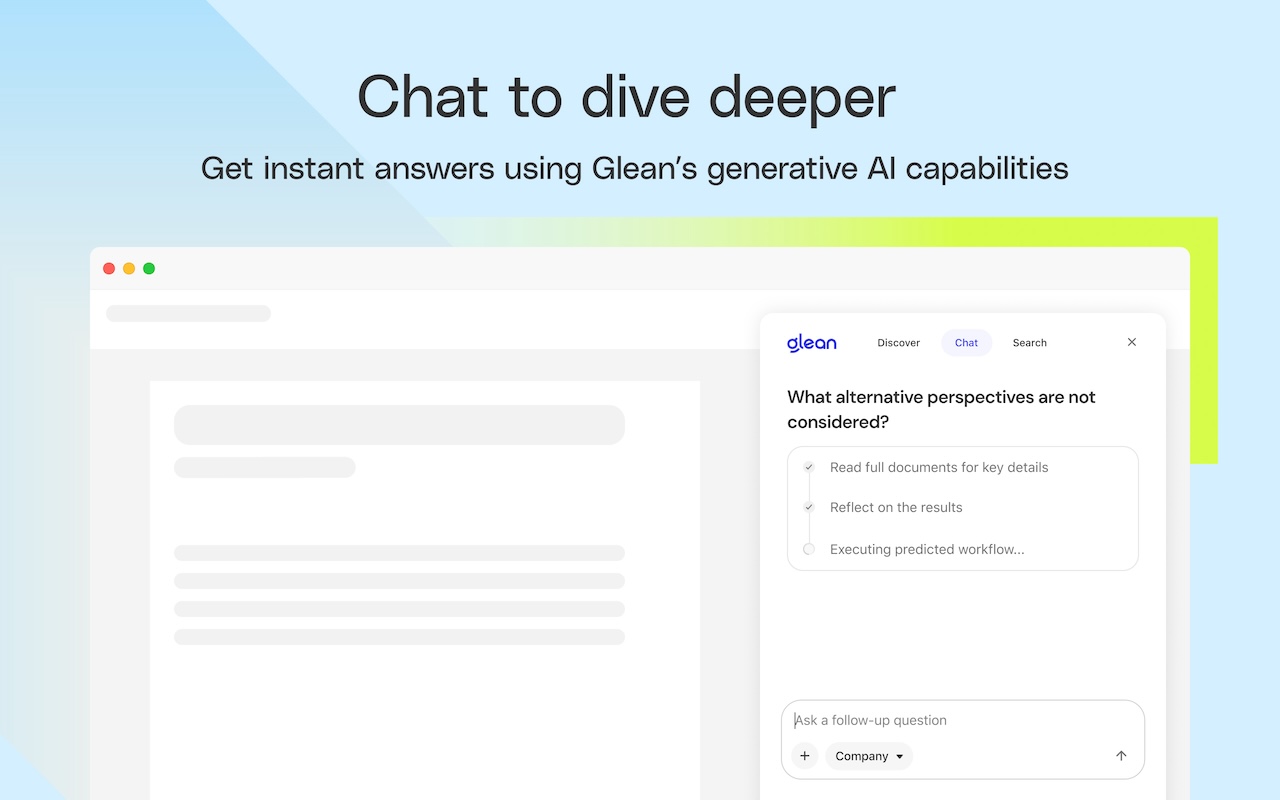 Chat to dive deeper
Get instant answers using Glean’s generative AI capabilities
glean
Discover
Chat
Search
What alternative perspectives are not
considered?
Read full documents for key details
Reflect on the results
Executing predicted workflow...
Ask a follow-up question
Company